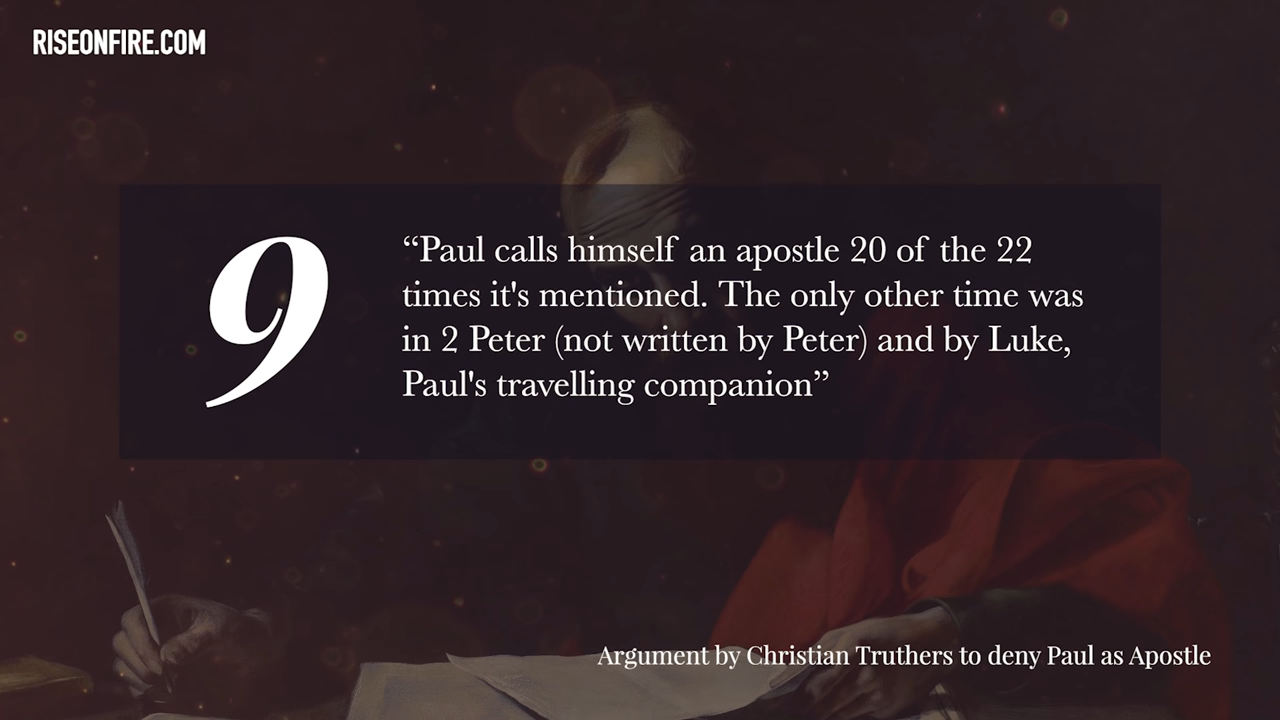 RISEONFIRE.COM
9
“Paul calls himself an apostle 20 of the 22
times it's mentioned. The only other time was
in 2 Peter (not written by Peter) and by Luke,
Paul's travelling companion”
Argument by Christian Truthers to deny Paul as Apostle